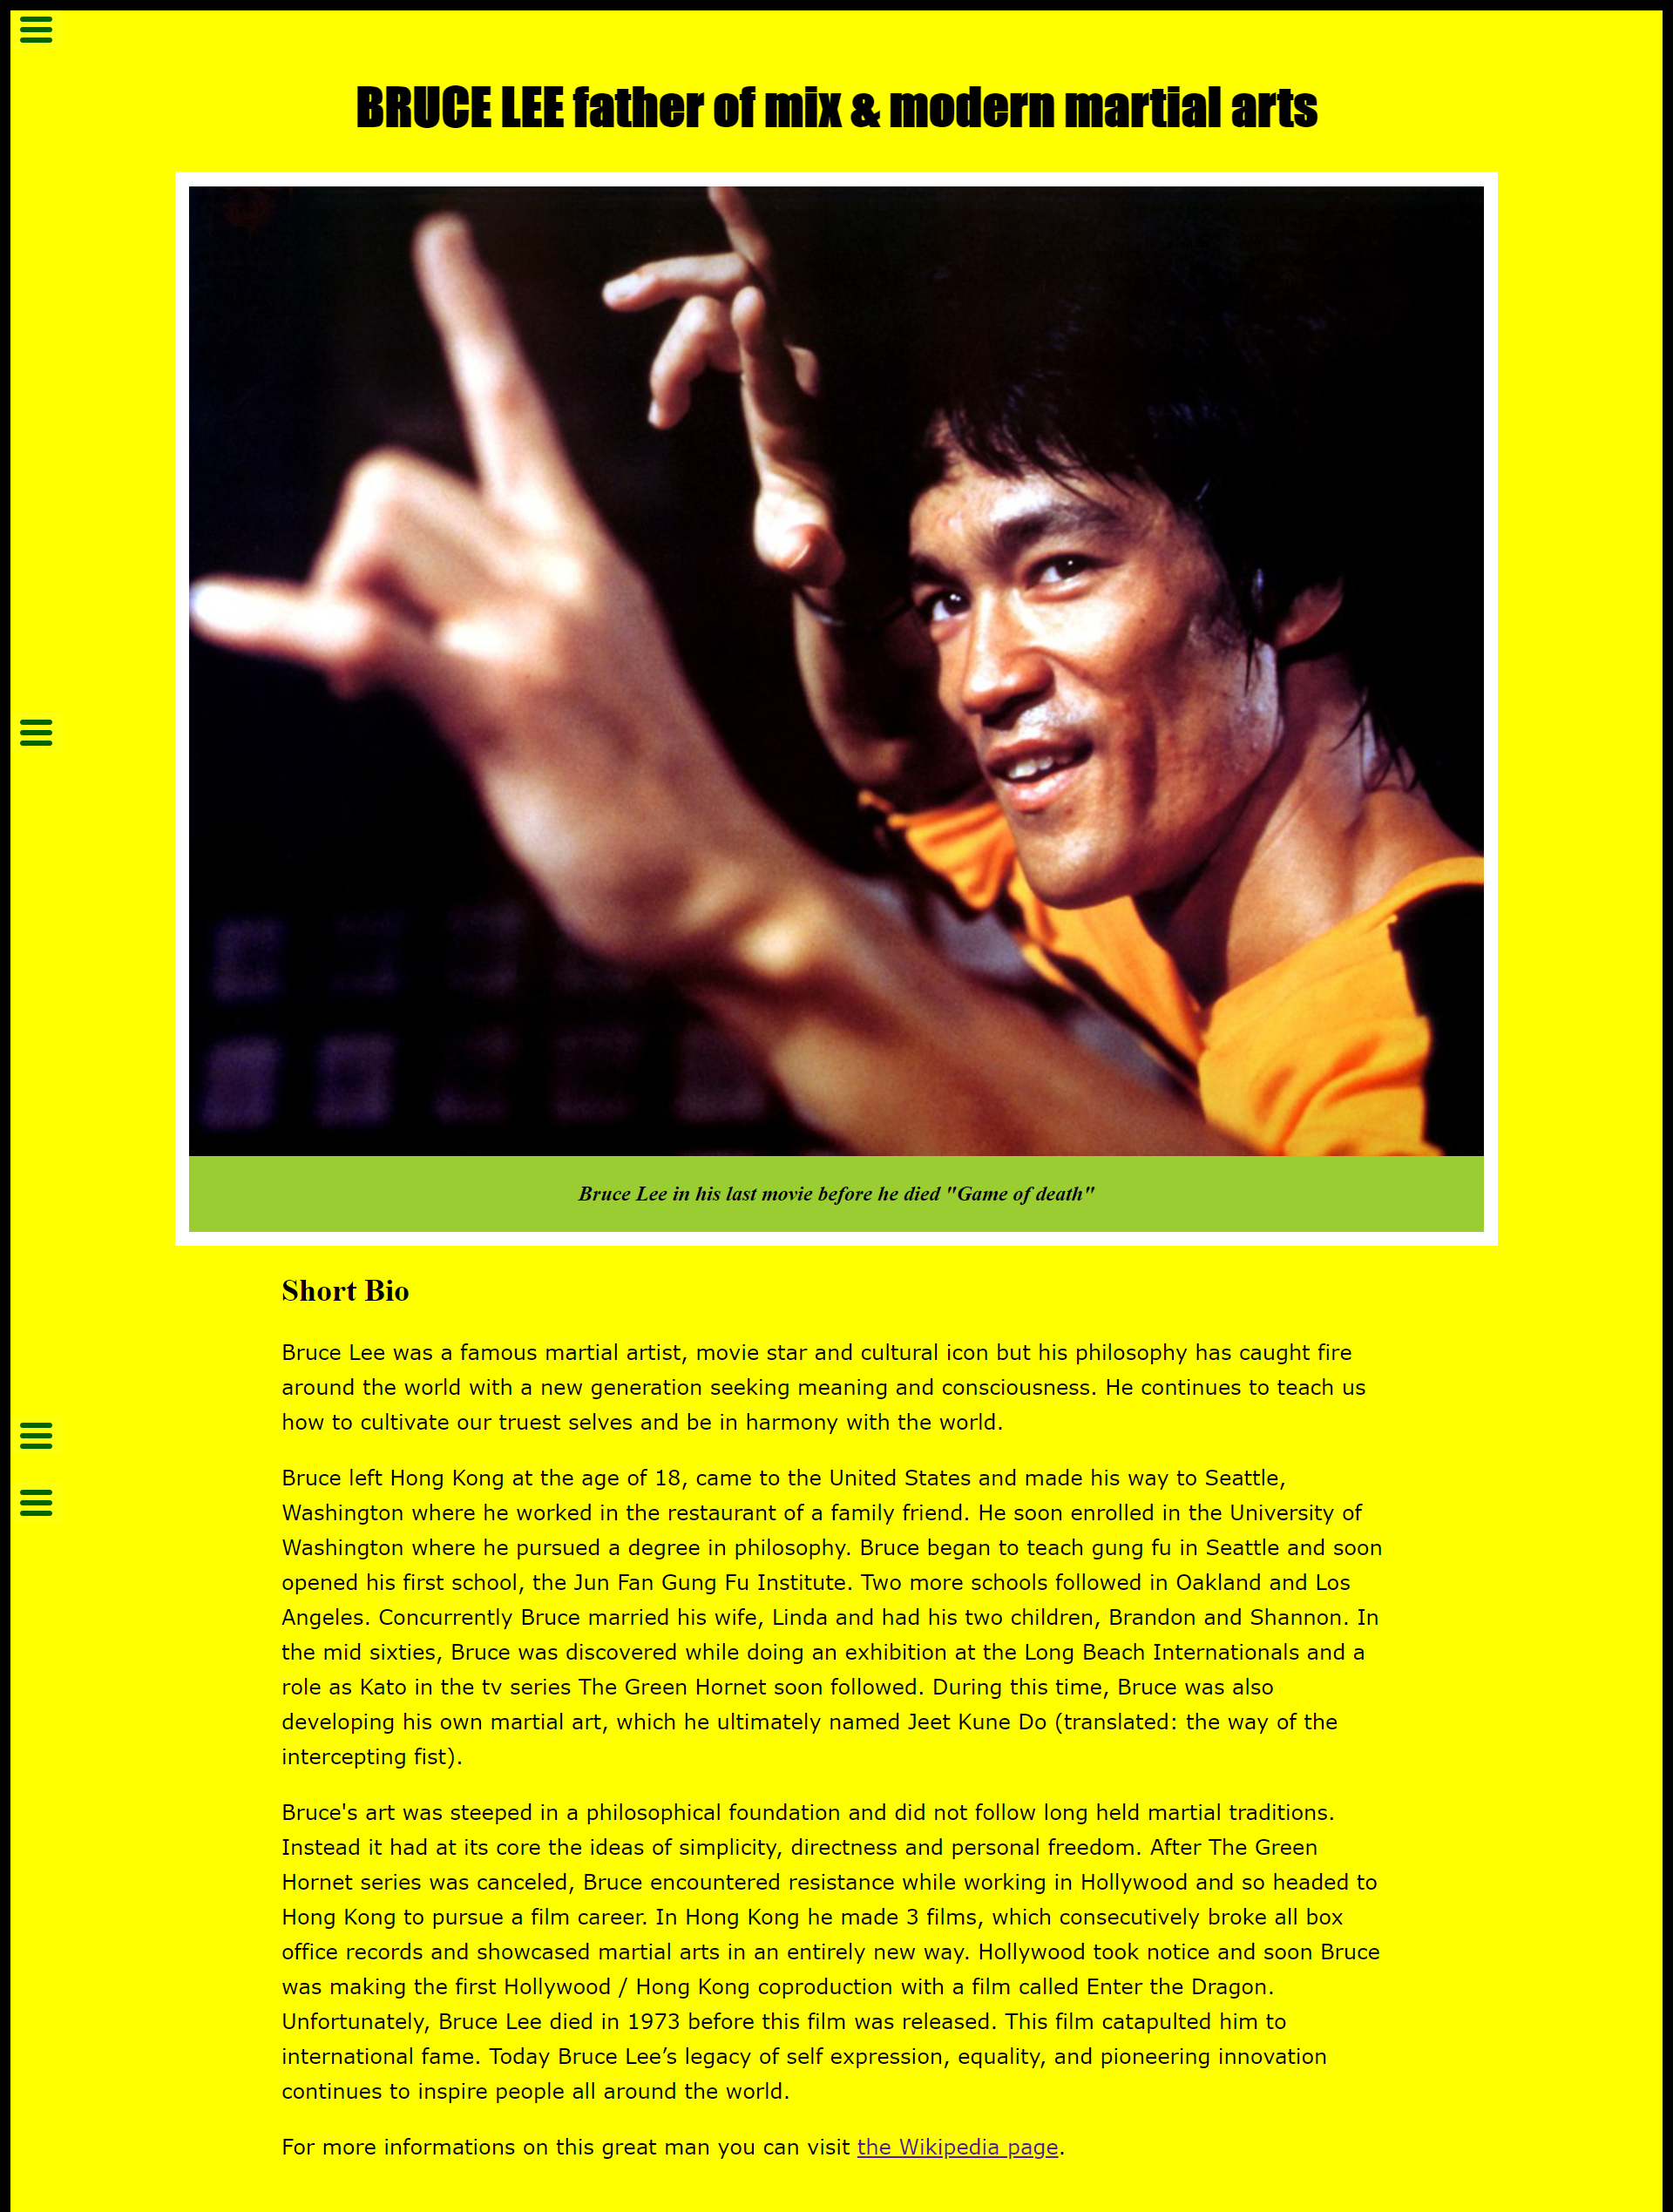 BRUCE LEE father of mix & modern martial arts
Bruce Lee in his last movie before he died "Game of death"
Short Bio
Bruce Lee was a famous martial artist, movie star and cultural icon but his philosophy has caught fire
around the world with a new generation seeking meaning and consciousness. He continues to teach us
how to cultivate our truest selves and be in harmony with the world.
Bruce left Hong Kong at the age of 18, came to the United States and made his way to Seattle,
Washington where he worked in the restaurant of a family friend. He soon enrolled in the University of
Washington where he pursued a degree in philosophy. Bruce began to teach gung fu in Seattle and soon
opened his first school, the Jun Fan Gung Fu Institute. Two more schools followed in Oakland and Los
Angeles. Concurrently Bruce married his wife, Linda and had his two children, Brandon and Shannon. In
the mid sixties, Bruce was discovered while doing an exhibition at the Long Beach Internationals and a
role as Kato in the tv series The Green Hornet soon followed. During this time, Bruce was also
developing his own martial art, which he ultimately named Jeet Kune Do (translated: the way of the
intercepting fist).
Bruce's art was steeped in a philosophical foundation and did not follow long held martial traditions.
Instead it had at its core the ideas of simplicity, directness and personal freedom. After The Green
Hornet series was canceled, Bruce encountered resistance while working in Hollywood and so headed to
Hong Kong to pursue a film career. In Hong Kong he made 3 films, which consecutively broke all box
office records and showcased martial arts in an entirely new way. Hollywood took notice and soon Bruce
was making the first Hollywood / Hong Kong coproduction with a film called Enter the Dragon.
Unfortunately, Bruce Lee died in 1973 before this film was released. This film catapulted him to
international fame. Today Bruce Lee’s legacy of self expression, equality, and pioneering innovation
continues to inspire people all around the world.
For more informations on this great man you can visit the Wikipedia page.